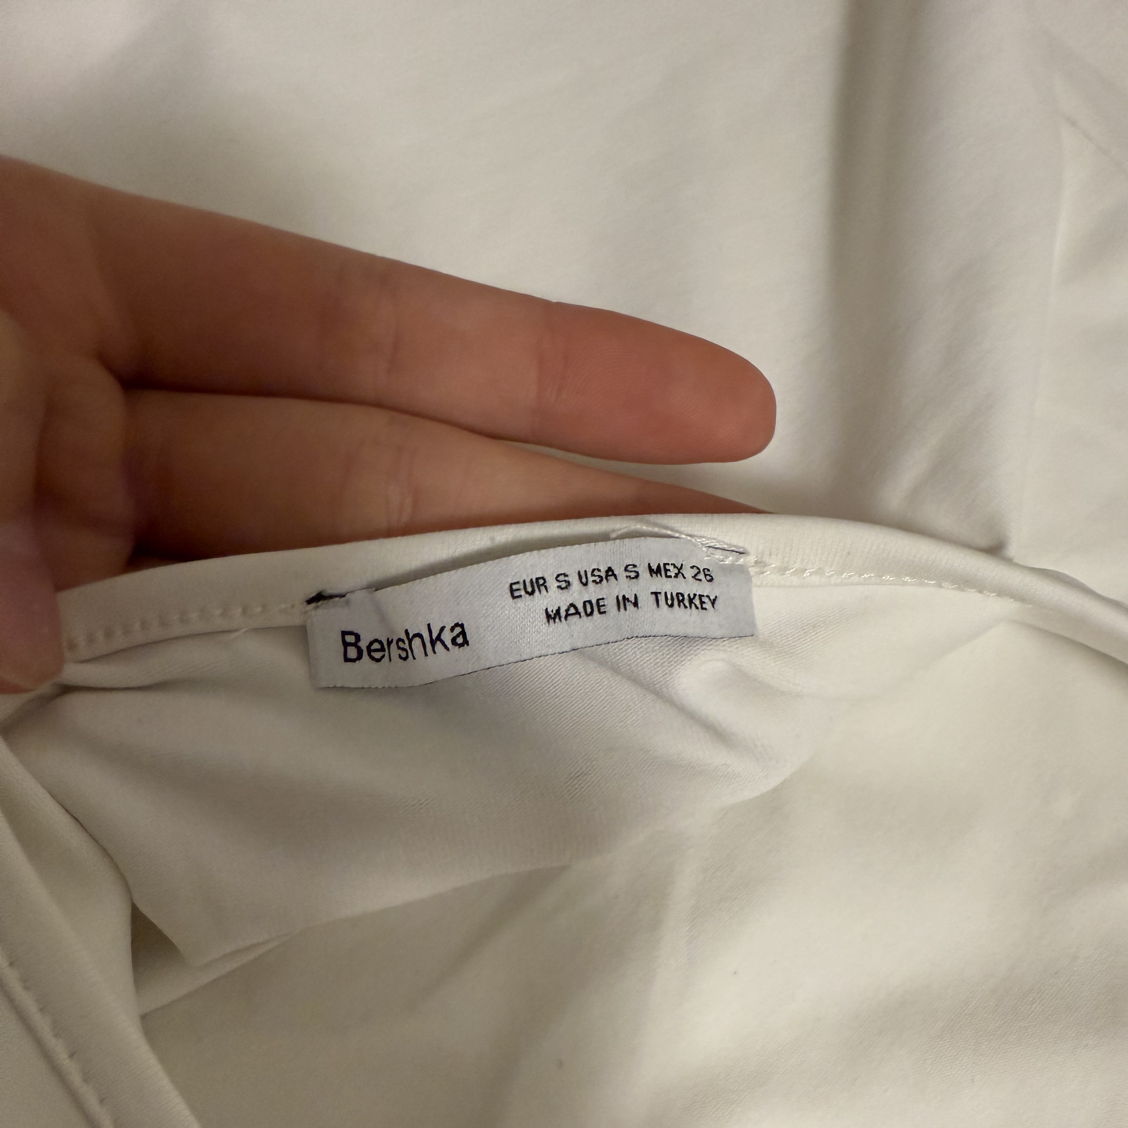 Bershka
EUR S USA S MEX 26
MADE IN TURKEY